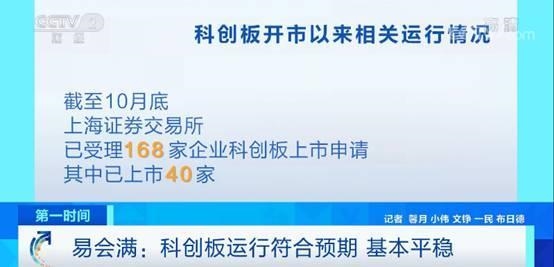 CCTV 2
财经
高清
科创板开市以来相关运行情况
截至10月底
上海证券交易所
已受理168家企业科创板上市申请
其中已上市40家
第一时间
记者 馨月 小伟 文铮 一民 布日德
易会满：科创板运行符合预期 基本平稳